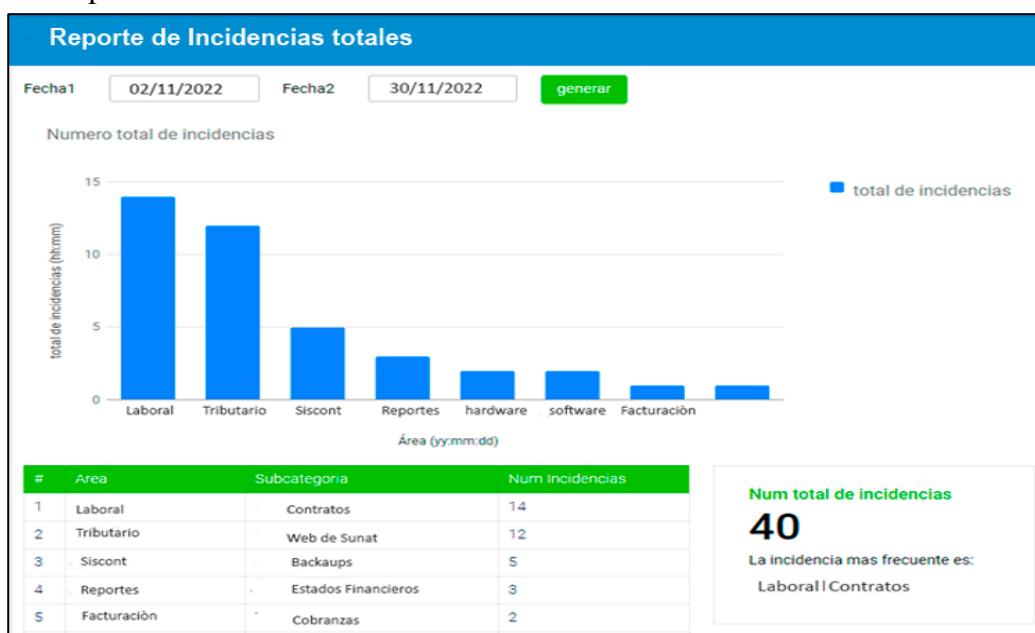 Reporte de Incidencias totales
Fecha1 02/11/2022 Fecha2 30/11/2022 generar
Numero total de incidencias
total de incidencias
15
10
5
0
total de incidencias (hh:mm)
Laboral Tributario Siscont Reportes hardware software Facturaciòn
Área (yy:mm:dd)
# Area Subcategoria Num Incidencias
1 Laboral Contratos 14
2 Tributario Web de Sunat 12
3 Siscont Backaups 5
4 Reportes Estados Financieros 3
5 Facturaciòn Cobranzas 2
Num total de incidencias
40
La incidencia mas frecuente es:
Laboral|Contratos